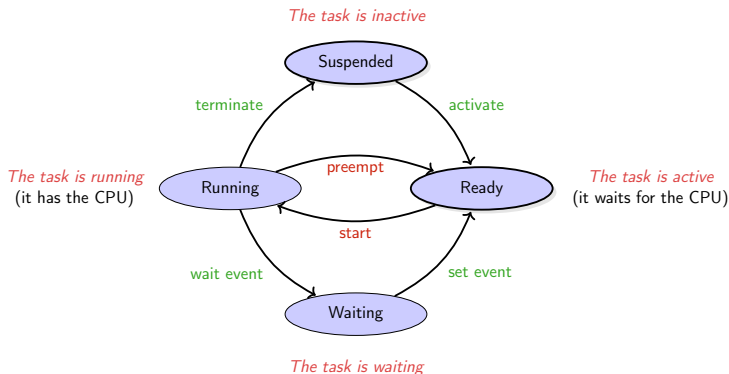 The task is inactive
Suspended
terminate
activate
The task is running
(it has the CPU)
Running
preempt
start
Ready
The task is active
(it waits for the CPU)
wait event
set event
Waiting
The task is waiting